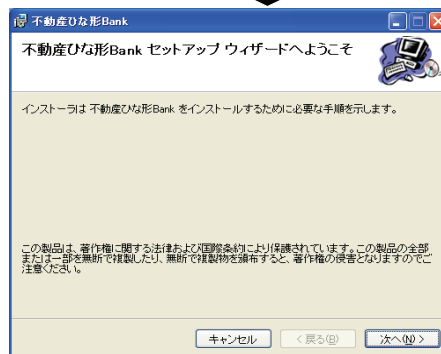 不動産ひな形Bank
不動産ひな形Bank セットアップ ウィザードへようこそ
インストーラは 不動産ひな形Bank をインストールするために必要な手順を示します。
この製品は、著作権に関する法律および国際条約により保護されています。この製品の全部
または一部を無断で複製したり、無断で複製物を頒布すると、著作権の侵害となりますのでご
注意ください。
キャンセル < 戻る(B) 次へ(N) >